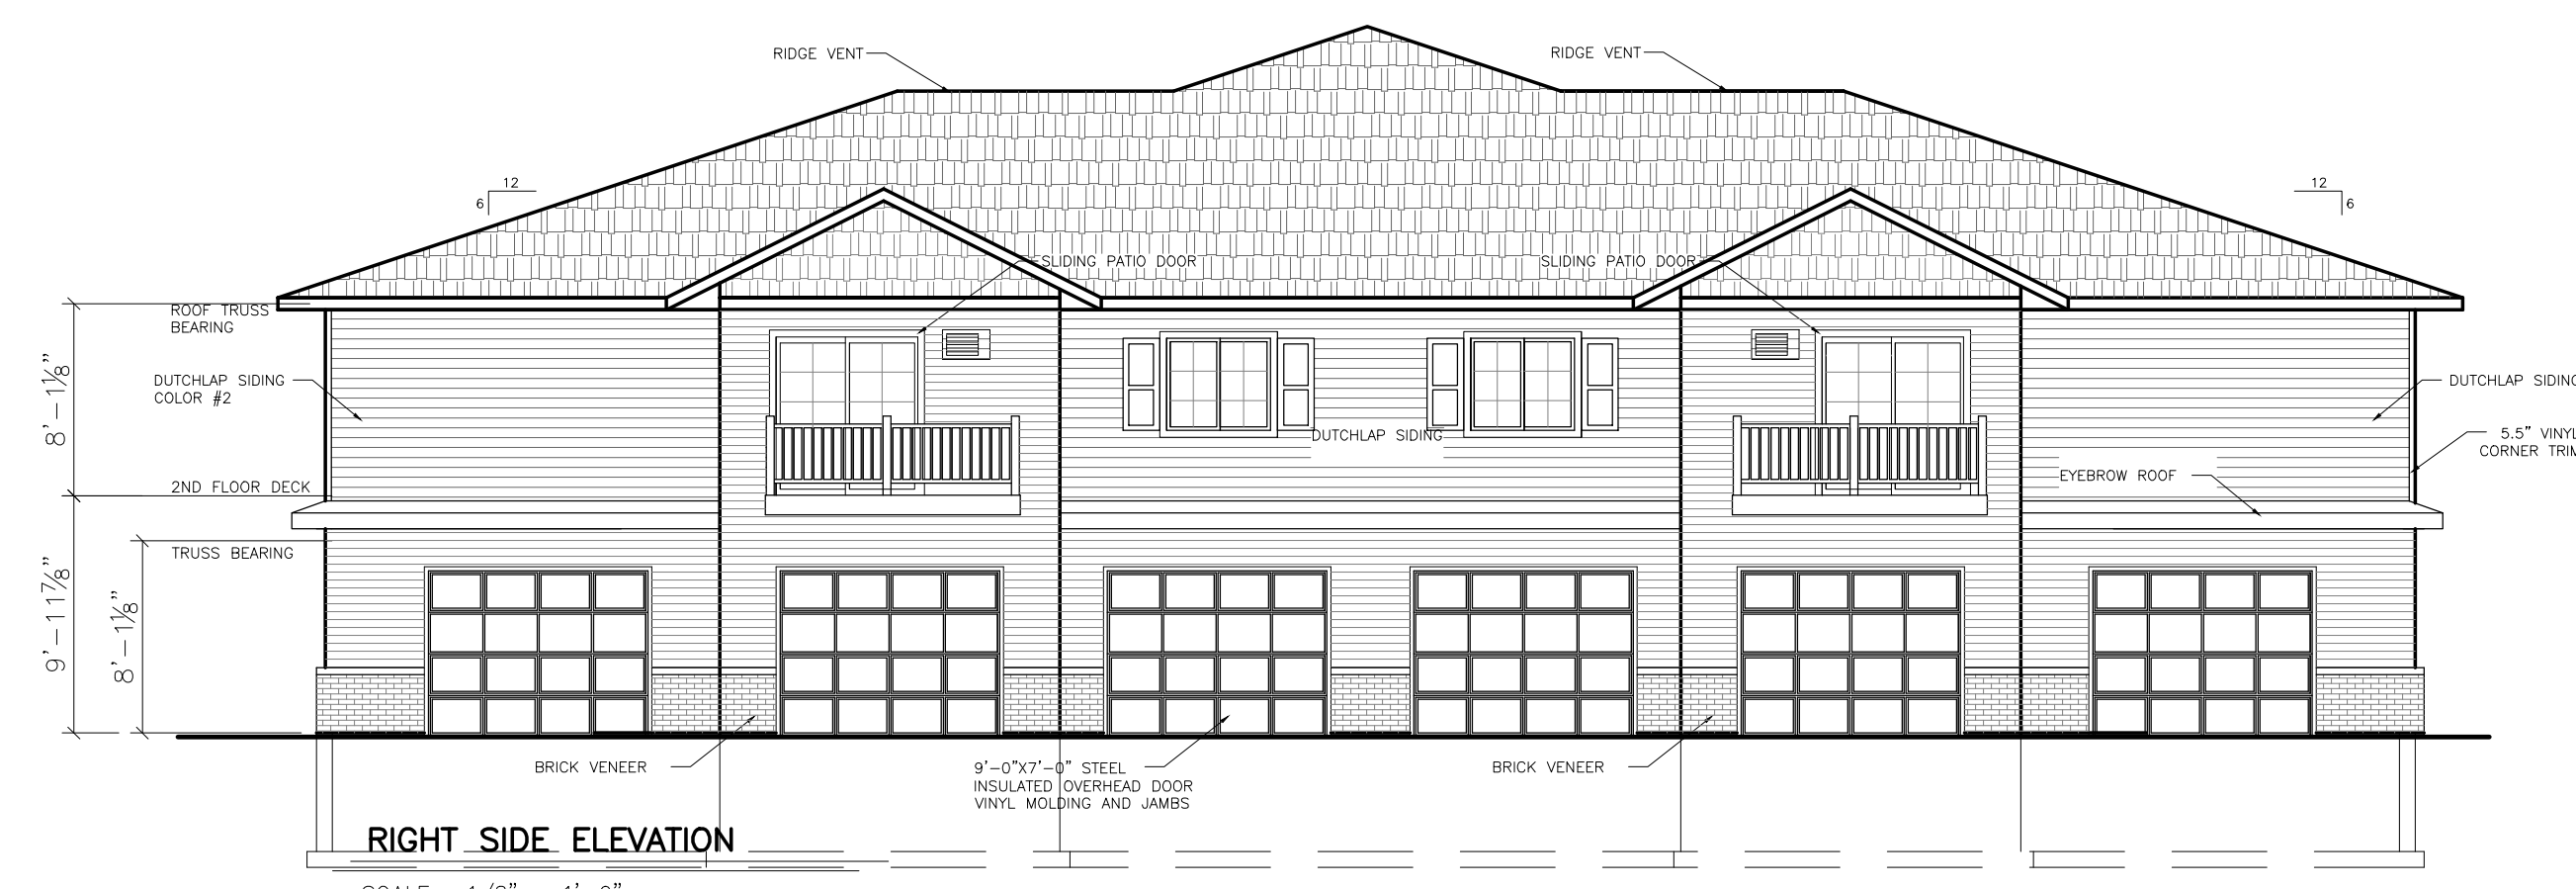 RIDGE VENT
RIDGE VENT
12
6
12
6
SLIDING PATIO DOOR
SLIDING PATIO DOOR
ROOF TRUSS
BEARING
8'-1⅛"
DUTCHLAP SIDING
COLOR #2
DUTCHLAP SIDING
DUTCHLAP SIDING
5.5" VINYL
CORNER TRIM
2ND FLOOR DECK
EYEBROW ROOF
TRUSS BEARING
9'-11⅞"
8'-1⅛"
BRICK VENEER
9'-0"X7'-0" STEEL
INSULATED OVERHEAD DOOR
VINYL MOLDING AND JAMBS
BRICK VENEER
RIGHT SIDE ELEVATION